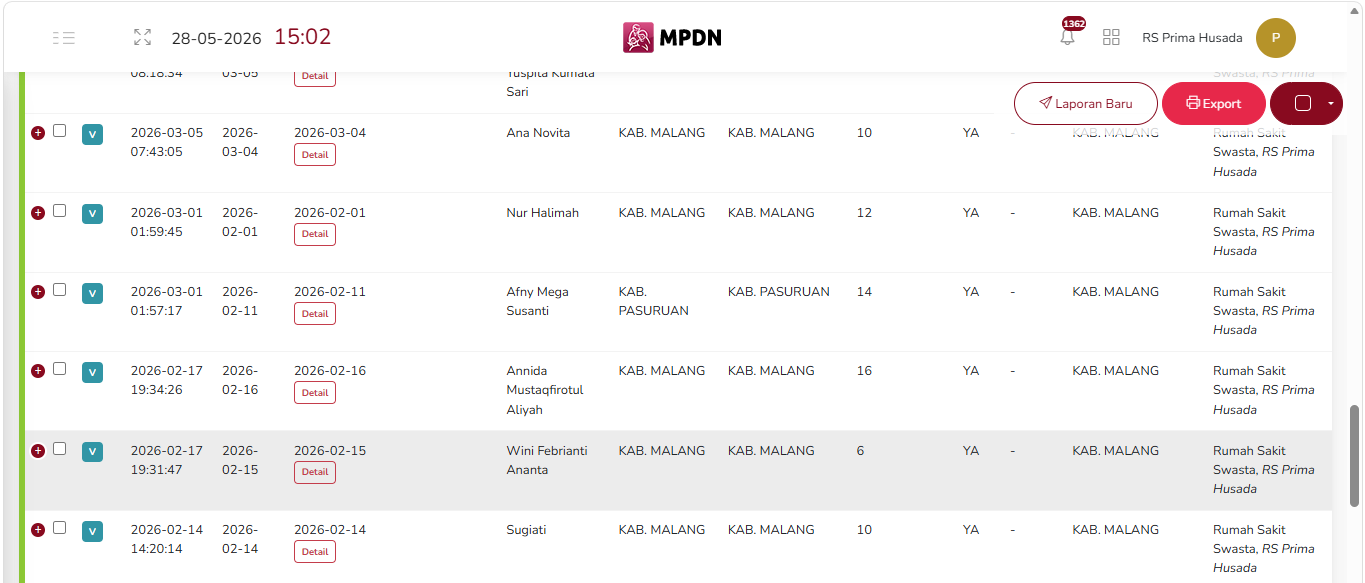 28-05-2026 15:02
MPDN
1362
RS Prima Husada
P
08:18:34 03-05 Detail Yuspita Kumala Swasta, RS Prima
Sari Husada
Laporan Baru Export
V 2026-03-05 2026- 2026-03-04 Ana Novita KAB. MALANG KAB. MALANG 10 YA - KAB. MALANG Rumah Sakit
07:43:05 03-04 Detail Swasta, RS Prima
Husada
V 2026-03-01 2026- 2026-02-01 Nur Halimah KAB. MALANG KAB. MALANG 12 YA - KAB. MALANG Rumah Sakit
01:59:45 02-01 Detail Swasta, RS Prima
Husada
V 2026-03-01 2026- 2026-02-11 Afny Mega KAB. KAB. PASURUAN 14 YA - KAB. MALANG Rumah Sakit
01:57:17 02-11 Detail Susanti PASURUAN Swasta, RS Prima
Husada
V 2026-02-17 2026- 2026-02-16 Annida KAB. MALANG KAB. MALANG 16 YA - KAB. MALANG Rumah Sakit
19:34:26 02-16 Detail Mustaqfirotul Swasta, RS Prima
Aliyah Husada
V 2026-02-17 2026- 2026-02-15 Wini Febrianti KAB. MALANG KAB. MALANG 6 YA - KAB. MALANG Rumah Sakit
19:31:47 02-15 Detail Ananta Swasta, RS Prima
Husada
V 2026-02-14 2026- 2026-02-14 Sugiati KAB. MALANG KAB. MALANG 10 YA - KAB. MALANG Rumah Sakit
14:20:14 02-14 Detail Swasta, RS Prima
Husada